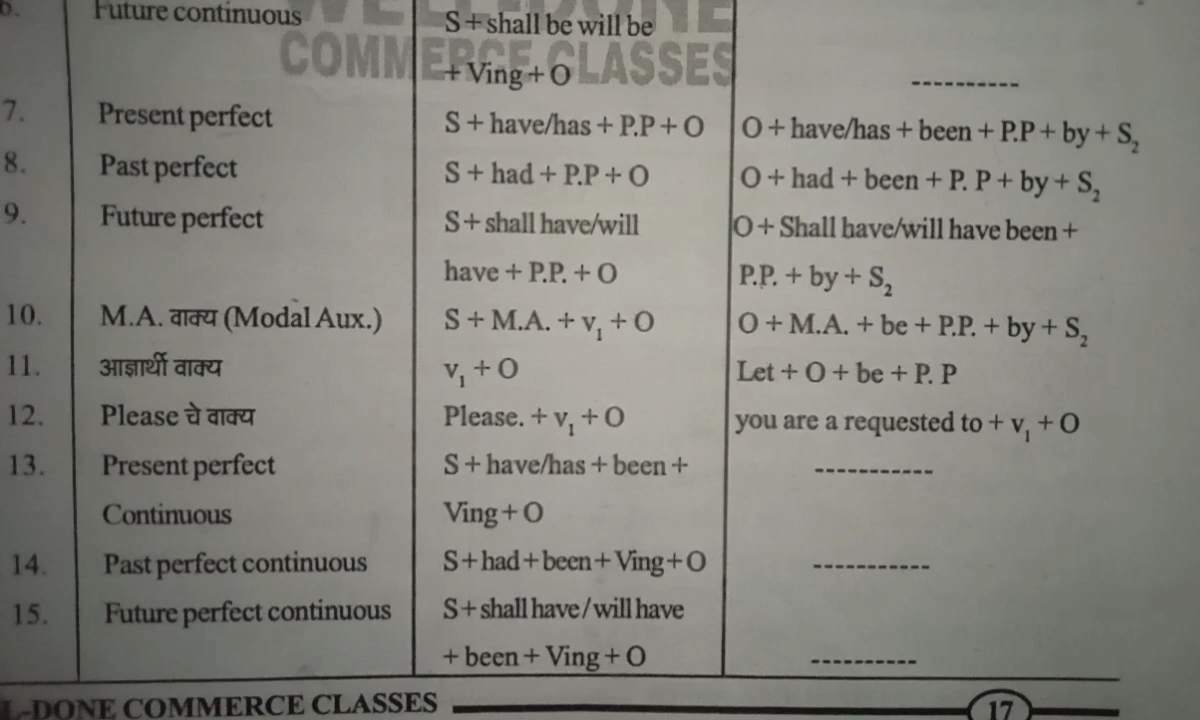 6. Future continuous S+shall be will be
+Ving+O ----------
7. Present perfect S+have/has+P.P+O O+have/has+been+P.P+by+S₂
8. Past perfect S+had+P.P+O O+had+been+P. P+by+S₂
9. Future perfect S+shall have/will O+Shall have/will have been+
have+P.P.+O P.P.+by+S₂
10. M.A. वाक्य (Modal Aux.) S+M.A.+v₁+O O+M.A.+be+P.P.+by+S₂
11. आज्ञार्थी वाक्य v₁+O Let+O+be+P. P
12. Please चे वाक्य Please.+v₁+O you are a requested to+v₁+O
13. Present perfect S+have/has+been+ -----------
Continuous Ving+O
14. Past perfect continuous S+had+been+Ving+O -----------
15. Future perfect continuous S+shall have/will have
+been+Ving+O ----------
WELL-DONE
COMMERCE CLASSES
L-DONE COMMERCE CLASSES 17